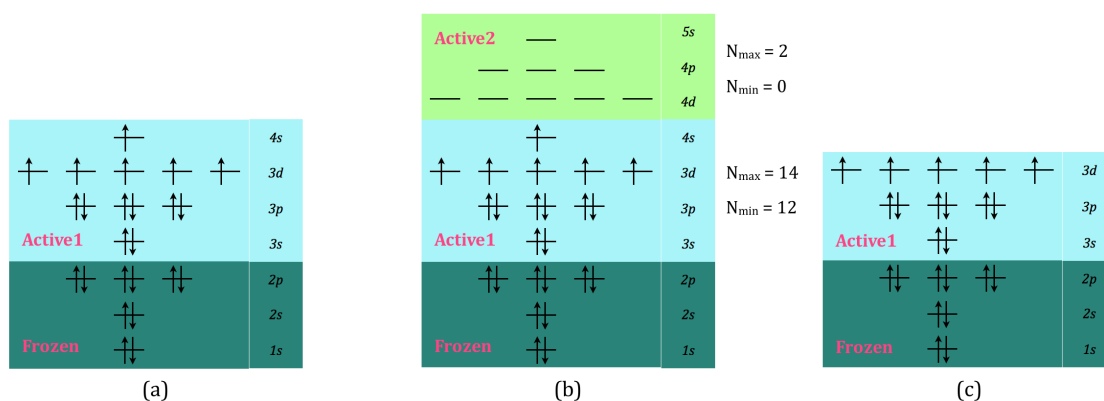 4s
3d
3p
Active1
3s
2p
2s
Frozen
1s
(a)
Active2
5s
4p
4d
N_max = 2
N_min = 0
4s
3d
3p
Active1
3s
N_max = 14
N_min = 12
2p
2s
Frozen
1s
(b)
3d
3p
Active1
3s
2p
2s
Frozen
1s
(c)